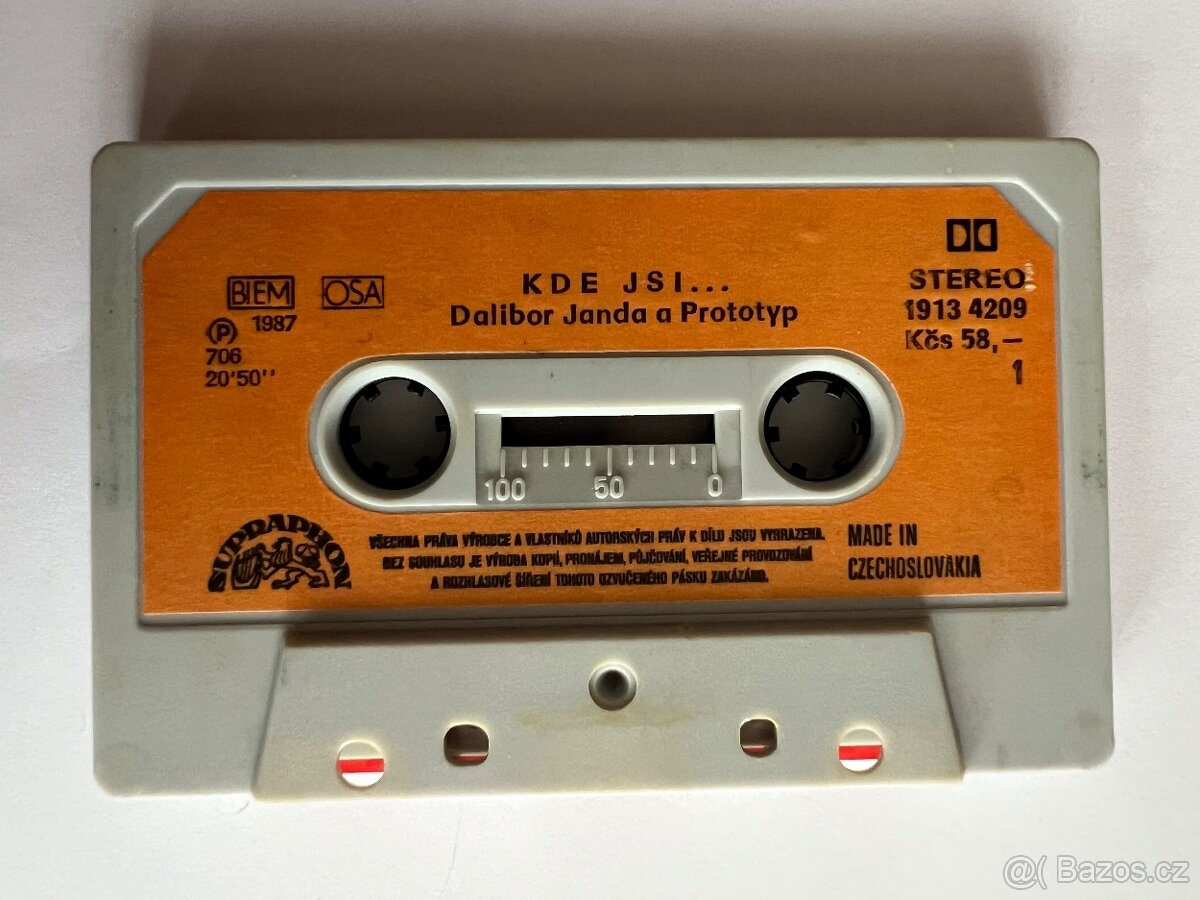 KDE JSI...
Dalibor Janda a Prototyp
BIEM OSA
Ⓟ 1987
706
20'50''
STEREO
1913 4209
Kčs 58,—
1
100 50 0
SUPRAPHON
VŠECHNA PRÁVA VÝROBCE A VLASTNÍKŮ AUTORSKÝCH PRÁV K DÍLU JSOU VYHRAZENA.
BEZ SOUHLASU JE VÝROBA KOPIÍ, PRONÁJEM, PŮJČOVÁNÍ, VEŘEJNÉ PROVOZOVÁNÍ
A ROZHLASOVÉ ŠÍŘENÍ TOHOTO OZVUČENÉHO PÁSKU ZAKÁZÁNO.
MADE IN
CZECHOSLOVAKIA
@( Bazos.cz